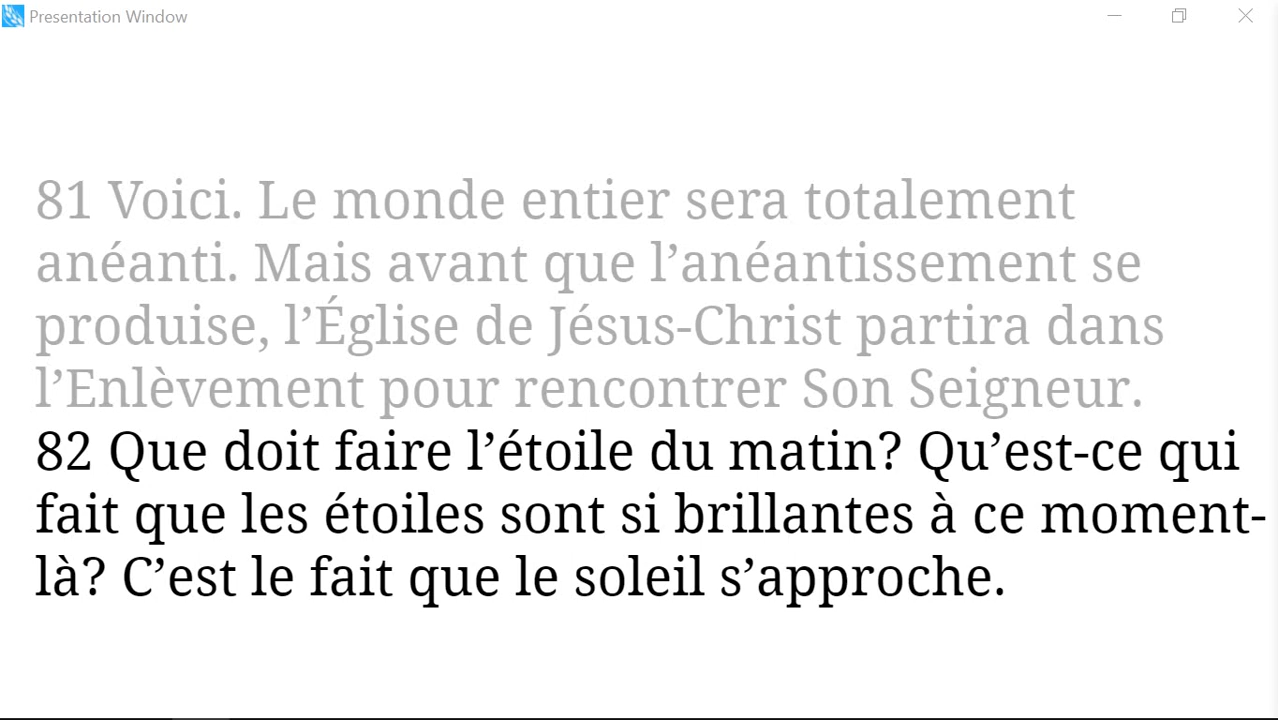 Presentation Window
81 Voici. Le monde entier sera totalement
anéanti. Mais avant que l’anéantissement se
produise, l’Église de Jésus-Christ partira dans
l’Enlèvement pour rencontrer Son Seigneur.
82 Que doit faire l’étoile du matin? Qu’est-ce qui
fait que les étoiles sont si brillantes à ce moment-
là? C’est le fait que le soleil s’approche.